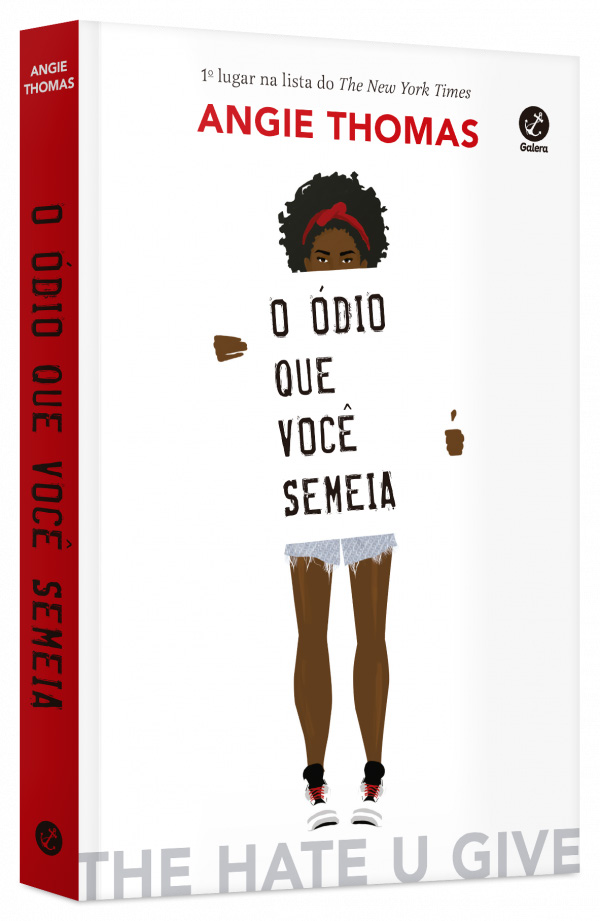 ANGIE
THOMAS
O ÓDIO QUE VOCÊ SEMEIA
1º lugar na lista do The New York Times
ANGIE THOMAS
Galera
O ÓDIO
QUE
VOCÊ
SEMEIA
THE HATE U GIVE